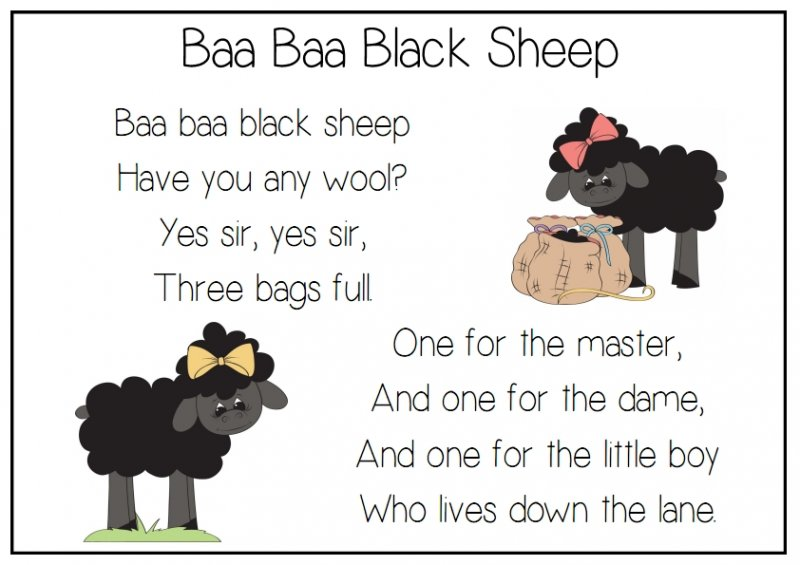 Baa Baa Black Sheep
Baa baa black sheep
Have you any wool?
Yes sir, yes sir,
Three bags full.
One for the master,
And one for the dame,
And one for the little boy
Who lives down the lane.